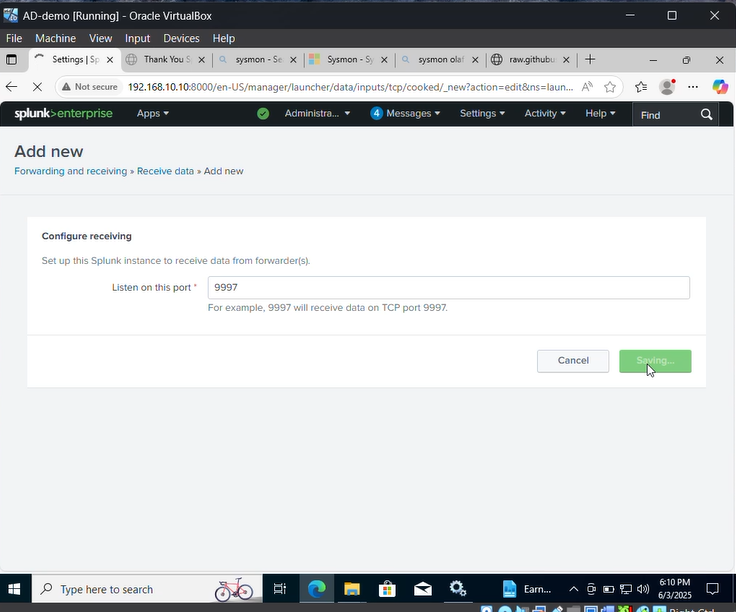 AD-demo [Running] - Oracle VirtualBox
File Machine View Input Devices Help
Settings | Sp
Thank You S
sysmon - Se
Sysmon - Sy
sysmon olaf
raw.githubu
Not secure 192.168.10.10:8000/en-US/manager/launcher/data/inputs/tcp/cooked/_new?action=edit&ns=laun...
splunk>enterprise Apps Administra... 4 Messages Settings Activity Help Find
Add new
Forwarding and receiving » Receive data » Add new
Configure receiving
Set up this Splunk instance to receive data from forwarder(s).
Listen on this port * 9997
For example, 9997 will receive data on TCP port 9997.
Cancel Saving...
Type here to search
Earn...
6:10 PM
6/3/2025
Right Ctrl